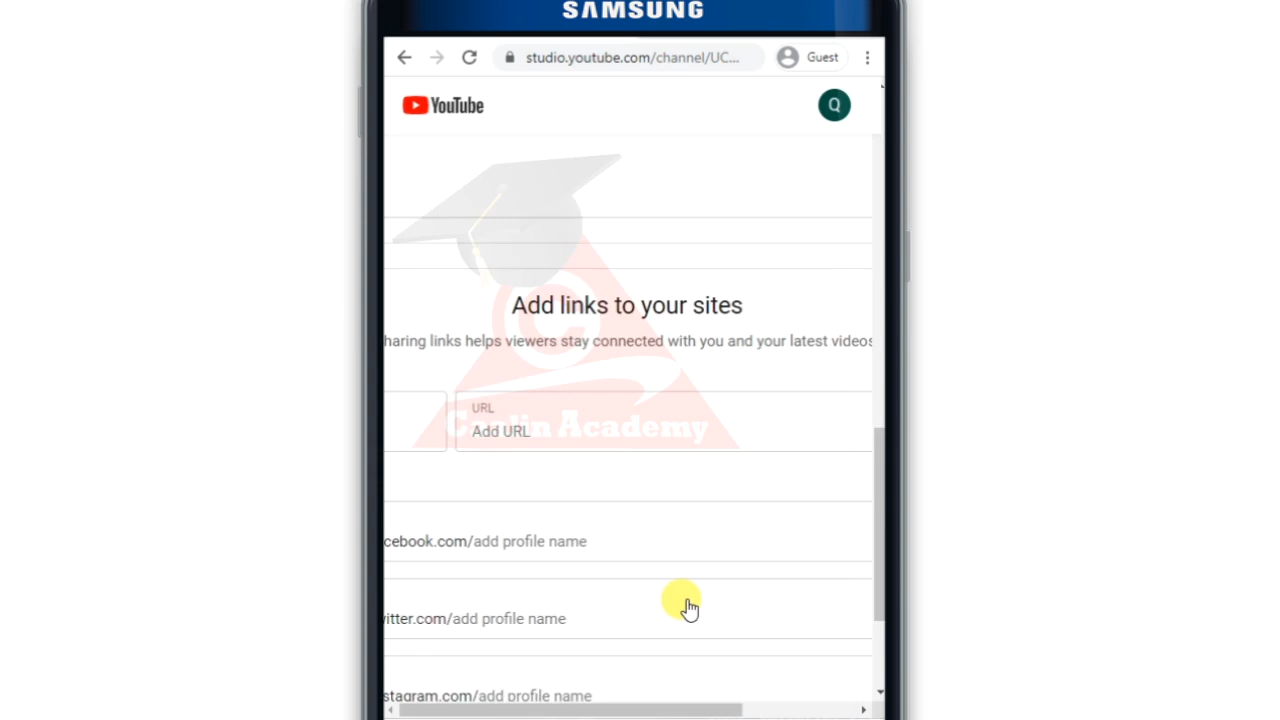 SAMSUNG
studio.youtube.com/channel/UC...
Guest
YouTube
Q
Add links to your sites
haring links helps viewers stay connected with you and your latest videos
URL
Add URL
Academy
cebook.com/add profile name
itter.com/add profile name
stagram.com/add profile name